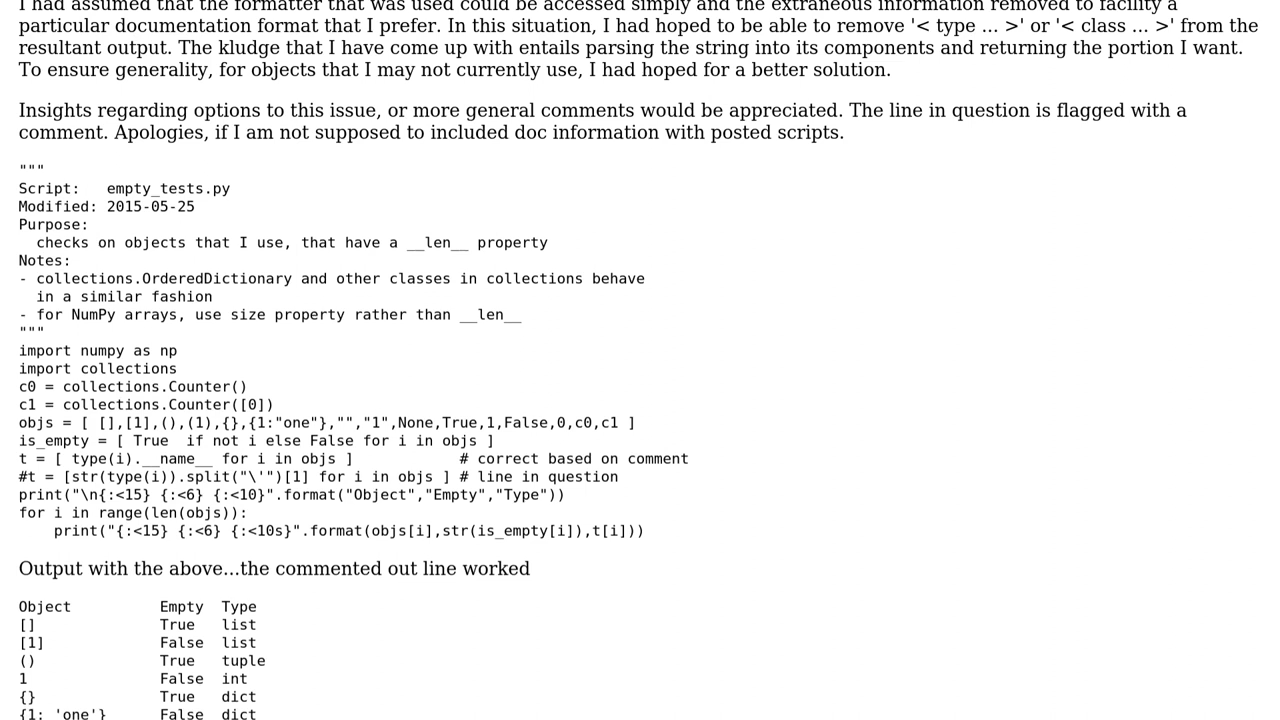 I had assumed that the formatter that was used could be accessed simply and the extraneous information removed to facility a
particular documentation format that I prefer. In this situation, I had hoped to be able to remove '< type ... >' or '< class ... >' from the
resultant output. The kludge that I have come up with entails parsing the string into its components and returning the portion I want.
To ensure generality, for objects that I may not currently use, I had hoped for a better solution.
Insights regarding options to this issue, or more general comments would be appreciated. The line in question is flagged with a
comment. Apologies, if I am not supposed to included doc information with posted scripts.
"""
Script:   empty_tests.py
Modified: 2015-05-25
Purpose:
  checks on objects that I use, that have a __len__ property
Notes:
- collections.OrderedDictionary and other classes in collections behave
  in a similar fashion
- for NumPy arrays, use size property rather than __len__
"""
import numpy as np
import collections
c0 = collections.Counter()
c1 = collections.Counter([0])
objs = [ [],[1],(),(1),{},{1:"one"},"","1",None,True,1,False,0,c0,c1 ]
is_empty = [ True  if not i else False for i in objs ]
t = [ type(i).__name__ for i in objs ]            # correct based on comment
#t = [str(type(i)).split("\'")[1] for i in objs ] # line in question
print("\n{:<15} {:<6} {:<10}".format("Object","Empty","Type"))
for i in range(len(objs)):
    print("{:<15} {:<6} {:<10s}".format(objs[i],str(is_empty[i]),t[i]))
Output with the above...the commented out line worked
Object          Empty  Type
[]              True   list
[1]             False  list
()              True   tuple
1               False  int
{}              True   dict
{1: 'one'}      False  dict